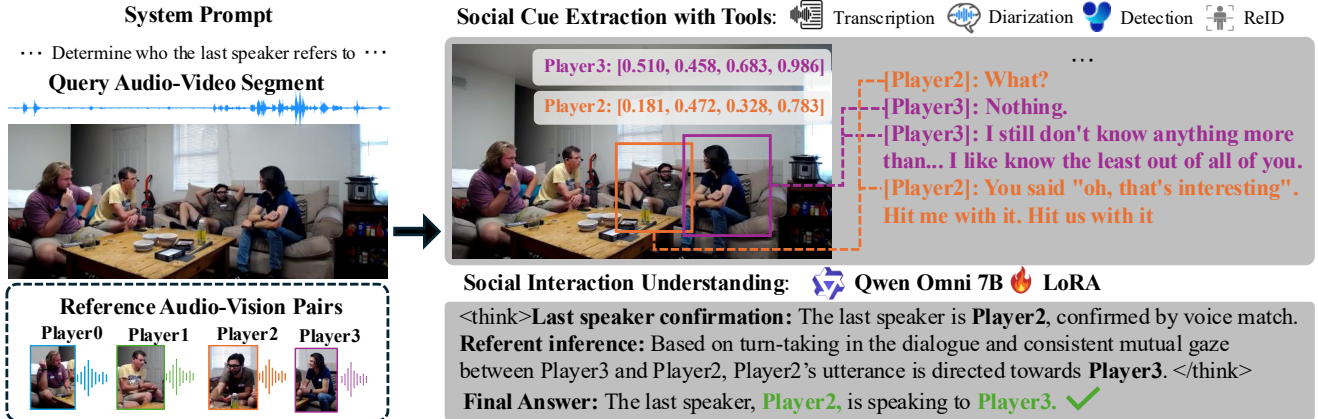 System Prompt
··· Determine who the last speaker refers to ···
Query Audio-Video Segment
Reference Audio-Vision Pairs
Player0 Player1 Player2 Player3
Social Cue Extraction with Tools: Transcription Diarization Detection ReID
Player3: [0.510, 0.458, 0.683, 0.986]
Player2: [0.181, 0.472, 0.328, 0.783]
···
[Player2]: What?
[Player3]: Nothing.
[Player3]: I still don't know anything more
than... I like know the least out of all of you.
[Player2]: You said "oh, that's interesting".
Hit me with it. Hit us with it
Social Interaction Understanding: Qwen Omni 7B LoRA
<think>Last speaker confirmation: The last speaker is Player2, confirmed by voice match.
Referent inference: Based on turn-taking in the dialogue and consistent mutual gaze
between Player3 and Player2, Player2's utterance is directed towards Player3. </think>
Final Answer: The last speaker, Player2, is speaking to Player3.